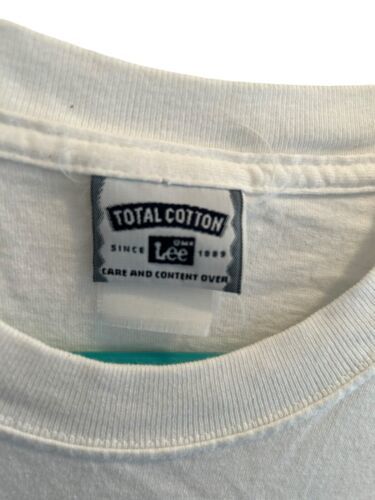 TOTAL COTTON
SINCE Lee 1889
CARE AND CONTENT OVER